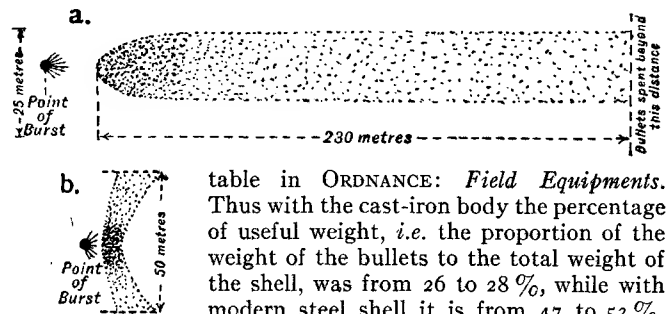 a.
25 metres
Point
of
Burst
230 metres
Bullets spent beyond
this distance
b.
Point
of
Burst
50 metres
table in ORDNANCE: Field Equipments.
Thus with the cast-iron body the percentage
of useful weight, i.e. the proportion of the
weight of the bullets to the total weight of
the shell, was from 26 to 28 %, while with
modern steel shell it is from 47 to 53 %.